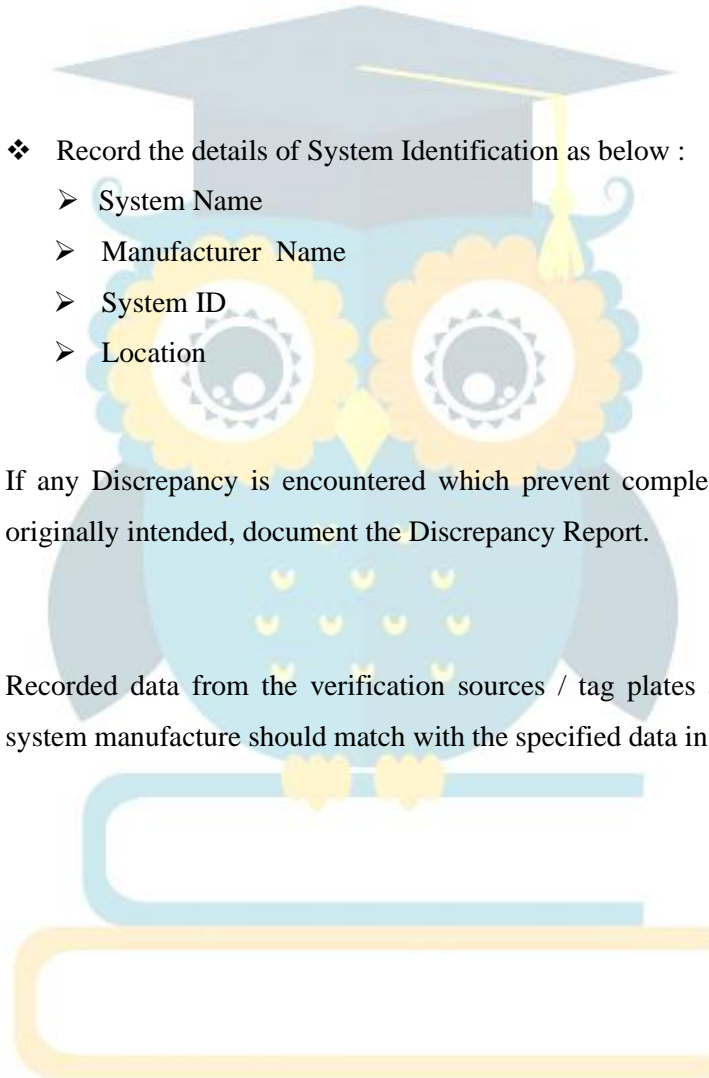 ❖ Record the details of System Identification as below :
➢ System Name
➢ Manufacturer Name
➢ System ID
➢ Location
If any Discrepancy is encountered which prevent
originally intended, document the Discrepancy Report.
Recorded data from the verification sources / tag plates
system manufacture should match with the specified data in